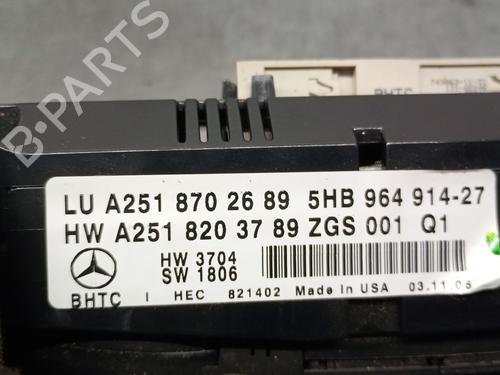 B-PARTS
BHTC
LU A251 870 26 89 5HB 964 914-27
HW A251 820 37 89 ZGS 001 Q1
HW 3704
SW 1806
BHTC I HEC 821402 Made in USA 03.11.06